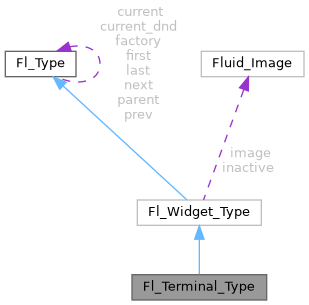 current
current_dnd
factory
first
last
next
parent
prev
Fl_Type
Fluid_Image
image
inactive
Fl_Widget_Type
Fl_Terminal_Type